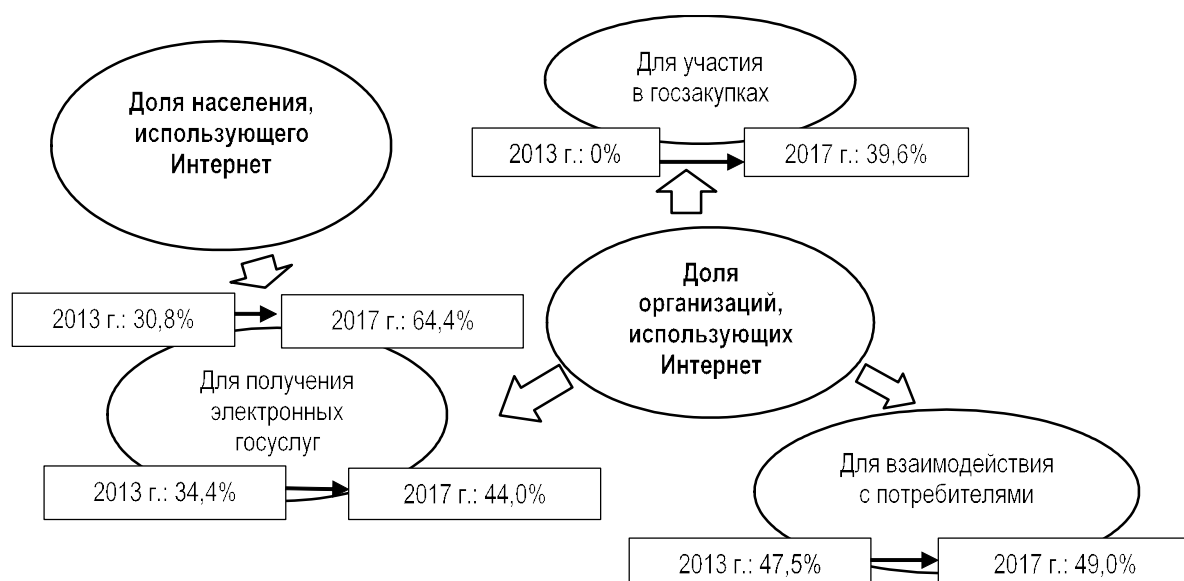 Доля населения,
использующего
Интернет
2013 г.: 30,8%
2017 г.: 64,4%
Для получения
электронных
госуслуг
2013 г.: 34,4%
2017 г.: 44,0%
Для участия
в госзакупках
2013 г.: 0%
2017 г.: 39,6%
Доля
организаций,
использующих
Интернет
Для взаимодействия
с потребителями
2013 г.: 47,5%
2017 г.: 49,0%